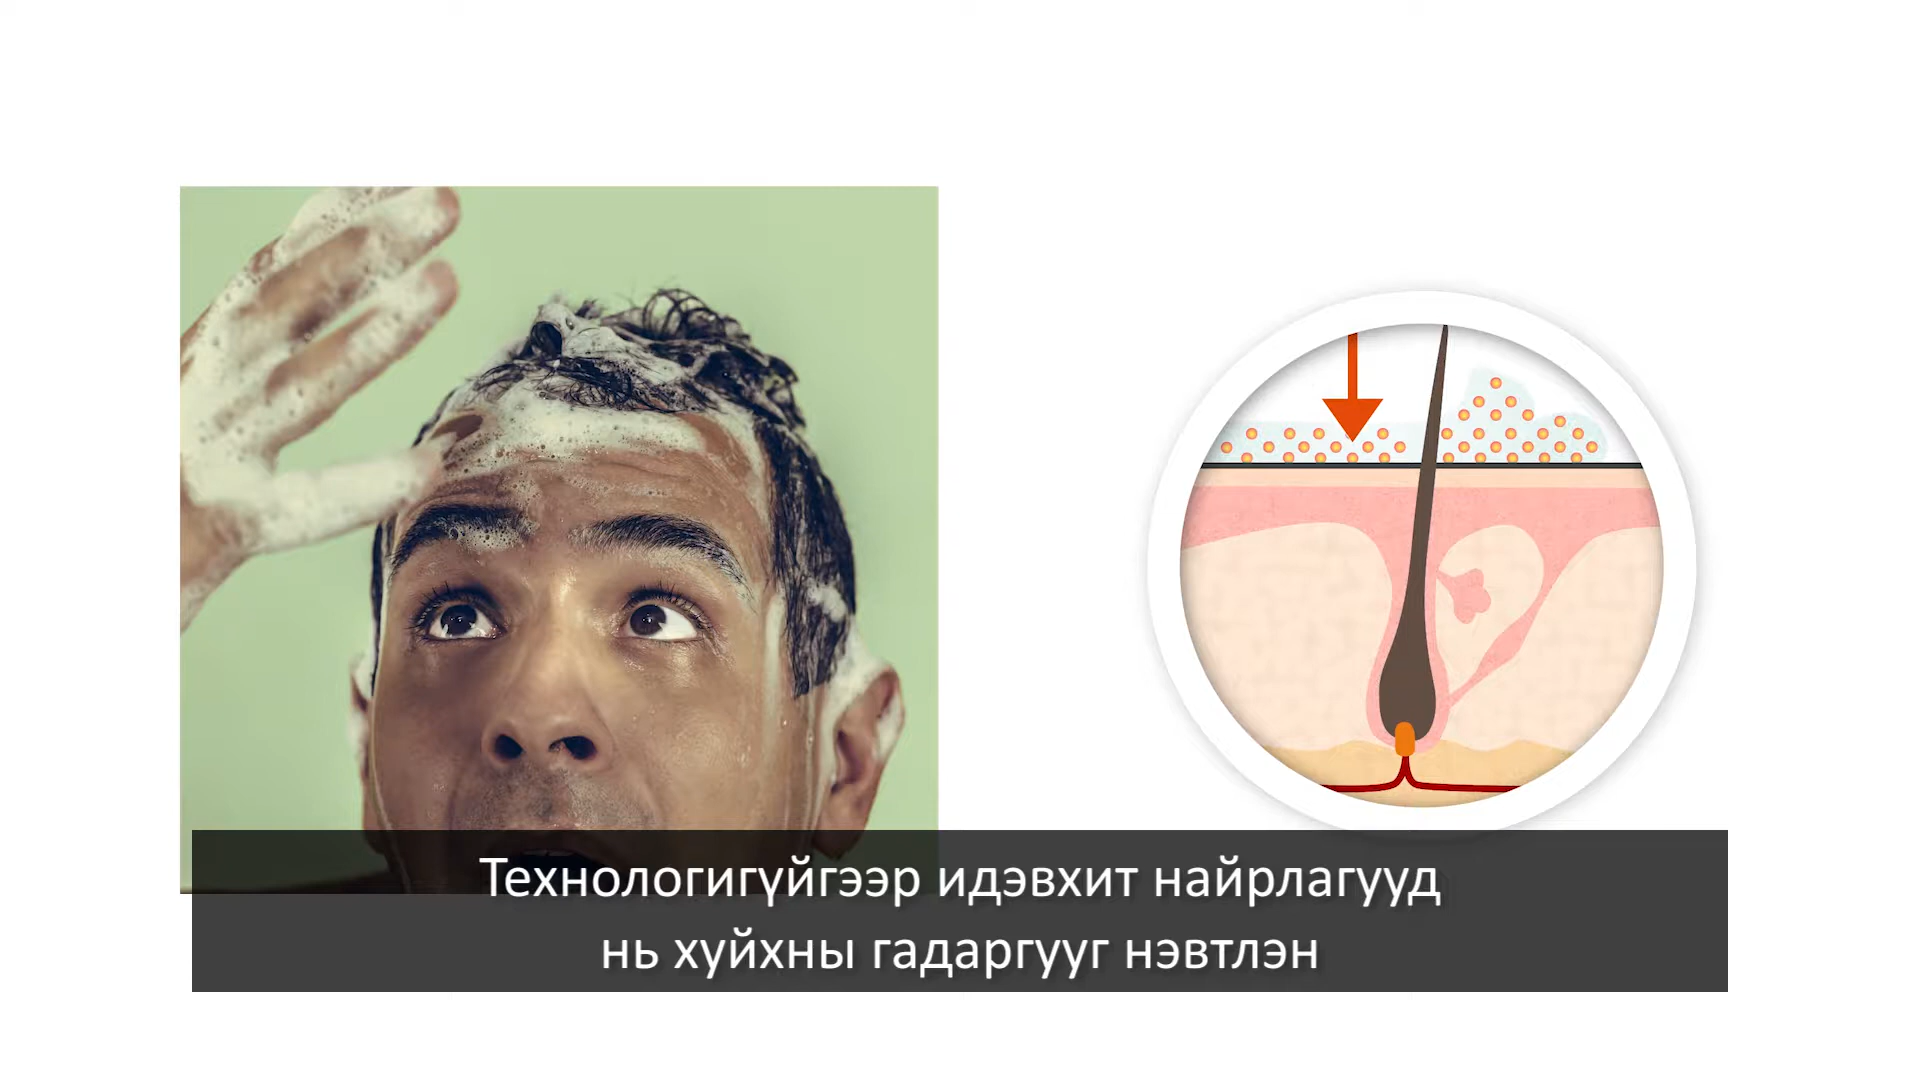 Технологигүйгээр идэвхит найрлагууд
нь хуйхны гадаргууг нэвтлэн